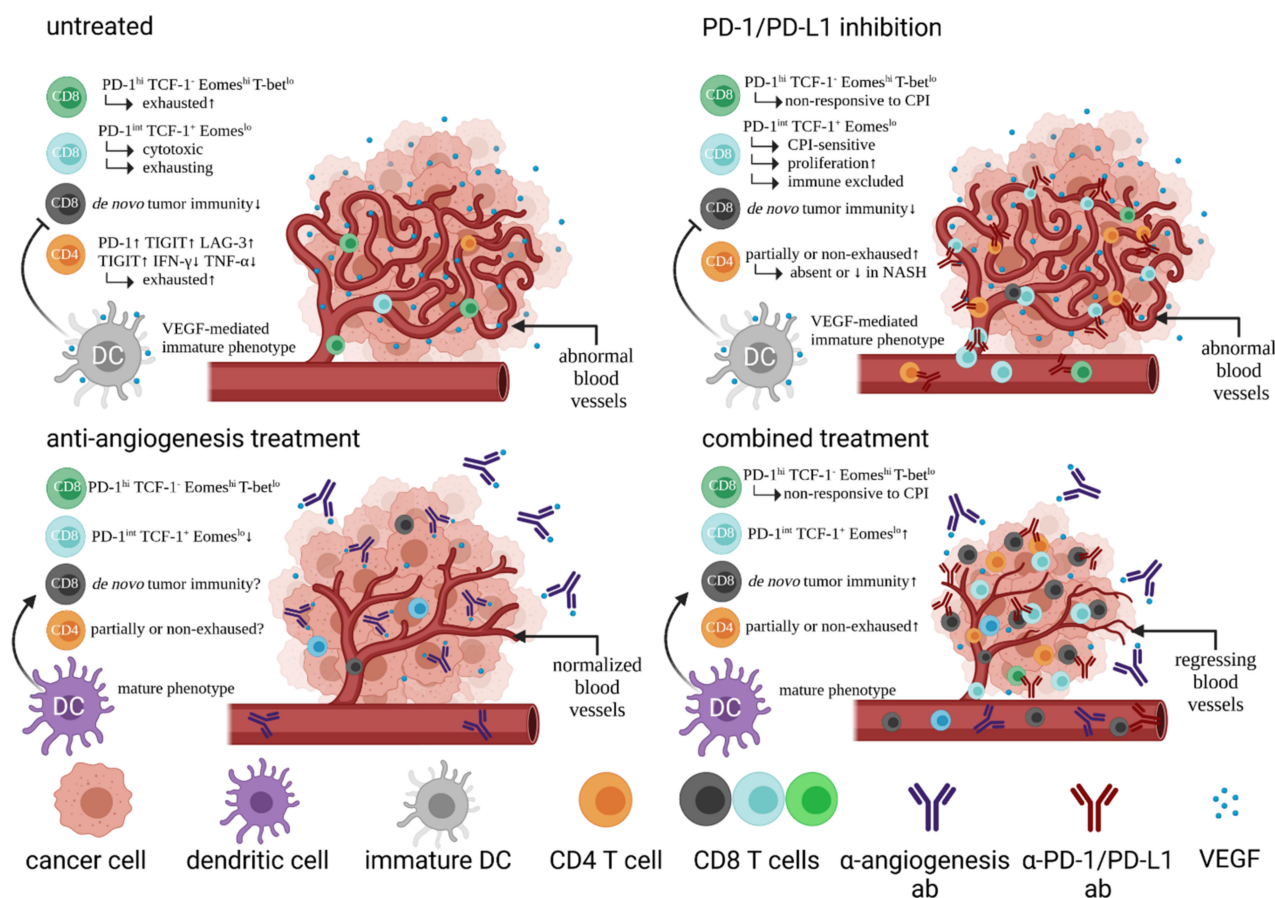 untreated
CD8
PD-1hi TCF-1- Eomeshi T-betlo
exhausted↑
CD8
PD-1int TCF-1+ Eomeslo
cytotoxic
exhausting
CD8
de novo tumor immunity↓
CD4
PD-1↑ TIGIT↑ LAG-3↑
TIGIT↑ IFN-γ↓ TNF-α↓
exhausted↑
DC
VEGF-mediated
immature phenotype
abnormal
blood
vessels
PD-1/PD-L1 inhibition
CD8
PD-1hi TCF-1- Eomeshi T-betlo
non-responsive to CPI
CD8
PD-1int TCF-1+ Eomeslo
CPI-sensitive
proliferation↑
immune excluded
CD8
de novo tumor immunity↓
CD4
partially or non-exhaused↑
absent or ↓ in NASH
DC
VEGF-mediated
immature phenotype
abnormal
blood
vessels
anti-angiogenesis treatment
CD8
PD-1hi TCF-1- Eomeshi T-betlo
CD8
PD-1int TCF-1+ Eomeslo↓
CD8
de novo tumor immunity?
CD4
partially or non-exhaused?
DC
mature phenotype
normalized
blood
vessels
combined treatment
CD8
PD-1hi TCF-1- Eomeshi T-betlo
non-responsive to CPI
CD8
PD-1int TCF-1+ Eomeslo↑
CD8
de novo tumor immunity↑
CD4
partially or non-exhaused↑
DC
mature phenotype
regressing
blood
vessels
cancer cell
dendritic cell
immature DC
CD4 T cell
CD8 T cells
α-angiogenesis
ab
α-PD-1/PD-L1
ab
VEGF